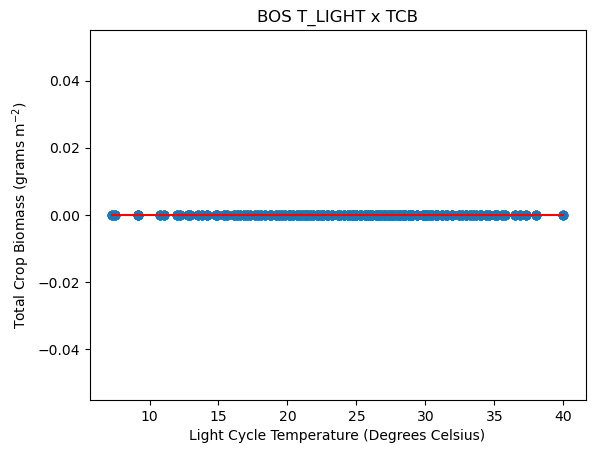 BOS T_LIGHT x TCB
Total Crop Biomass (grams m⁻²)
0.04
0.02
0.00
−0.02
−0.04
10 15 20 25 30 35 40
Light Cycle Temperature (Degrees Celsius)